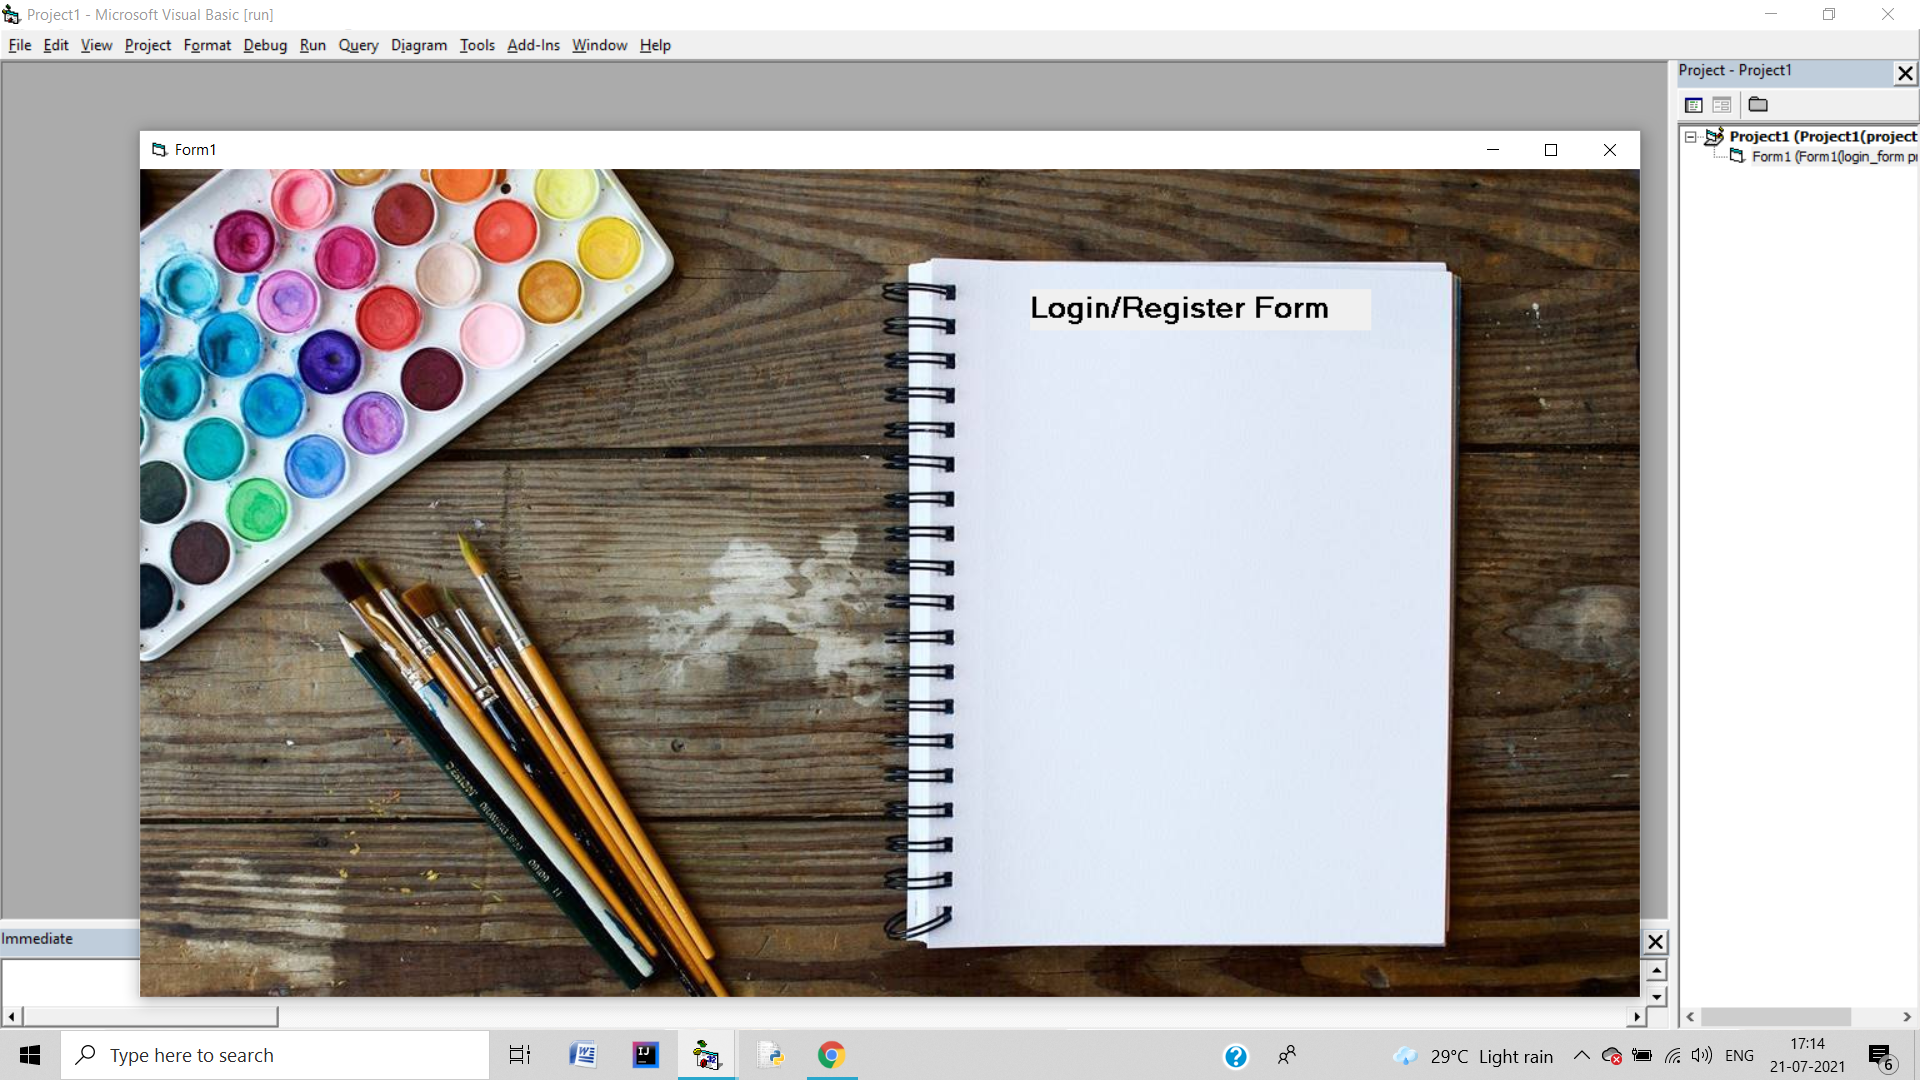 Project1 - Microsoft Visual Basic [run]
File Edit View Project Format Debug Run Query Diagram Tools Add-Ins Window Help
Project - Project1
Project1 (Project1(project
Form1 (Form1(login_form p
Form1
Login/Register Form
Immediate
Type here to search
29°C Light rain
ENG
17:14
21-07-2021
6